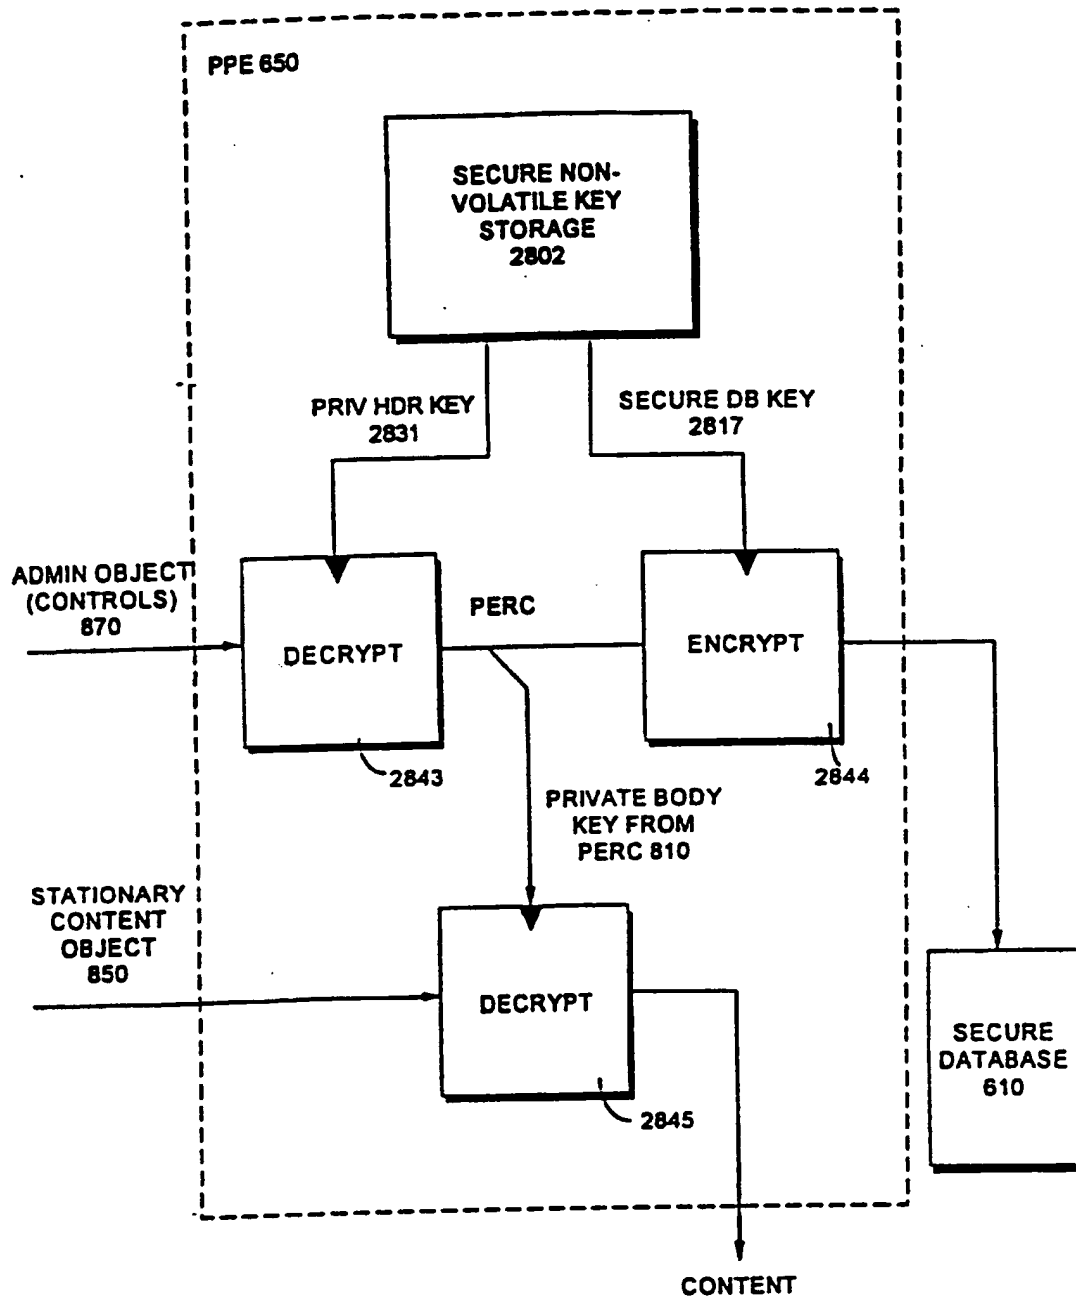 PPE 650
SECURE NON-
VOLATILE KEY
STORAGE
2802
PRIV HDR KEY
2831
SECURE DB KEY
2817
ADMIN OBJECT
(CONTROLS)
870
DECRYPT
PERC
ENCRYPT
2843
2844
PRIVATE BODY
KEY FROM
PERC 810
STATIONARY
CONTENT
OBJECT
850
DECRYPT
2845
SECURE
DATABASE
610
CONTENT